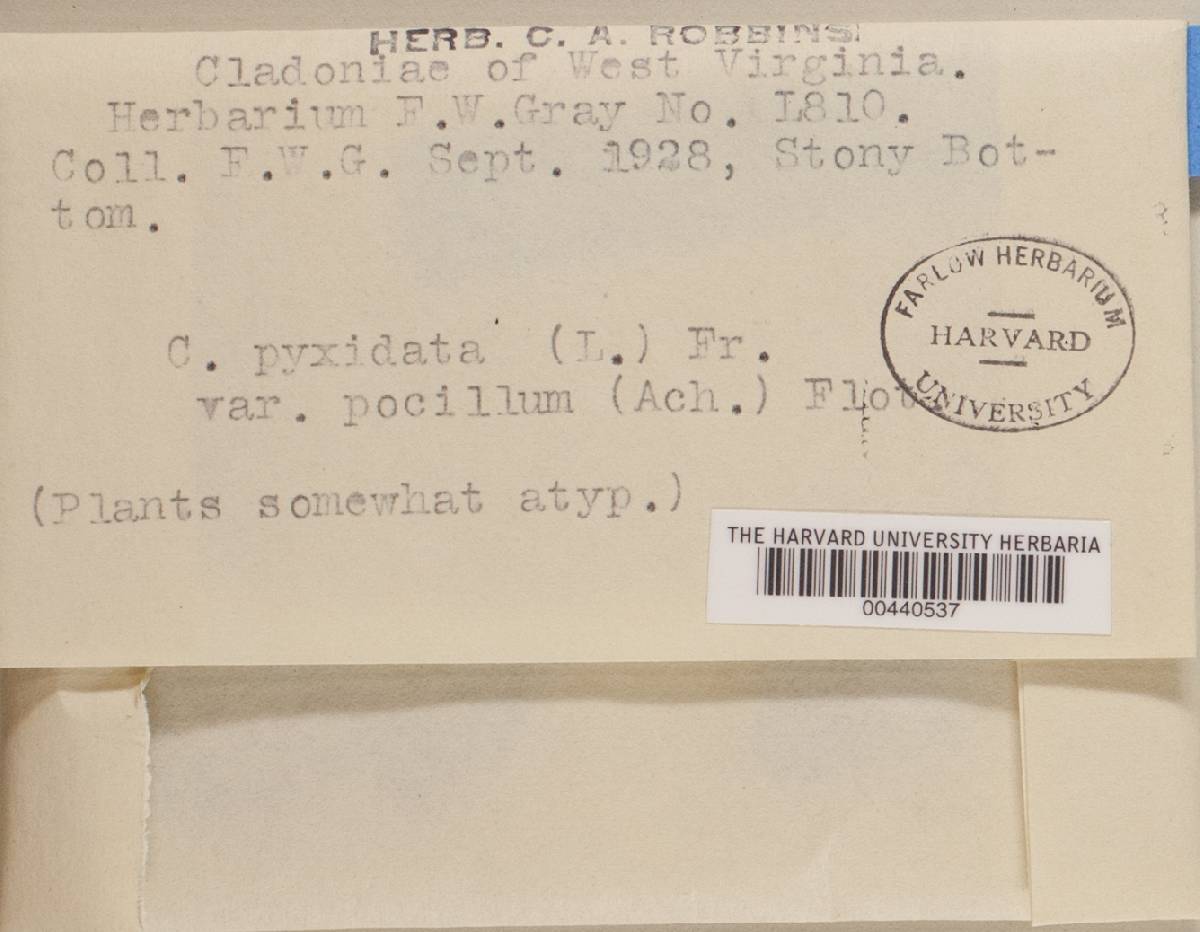 HERB. C. A. ROBBINS.
Cladoniae of West Virginia.
Herbarium F.W.Gray No. L810.
Coll. F.W.G. Sept. 1928, Stony Bot-
tom.
C. pyxidata (L.) Fr.
var. pocillum (Ach.) Flot.
(Plants somewhat atyp.)
FARLOW HERBARIUM
HARVARD
UNIVERSITY
THE HARVARD UNIVERSITY HERBARIA
00440537